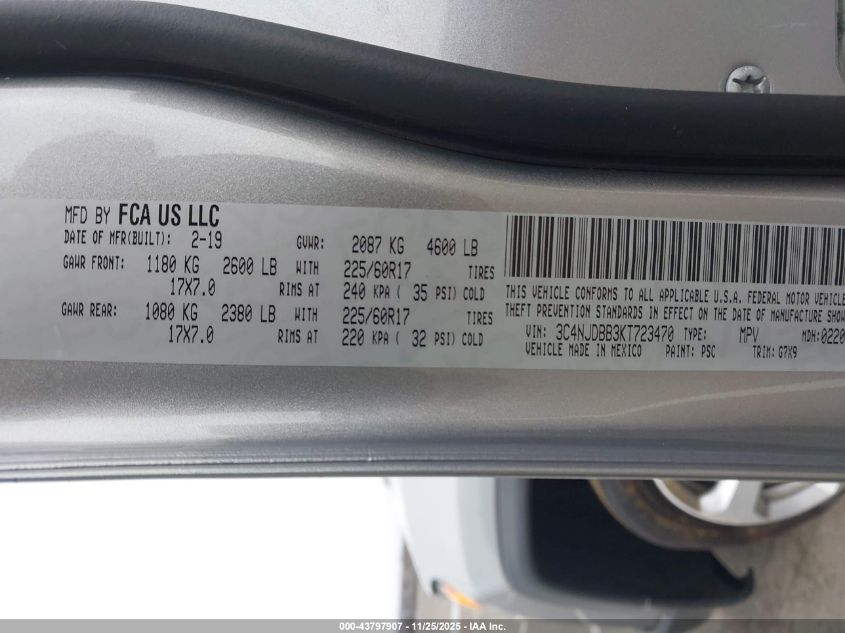 MFD BY FCA US LLC
DATE OF MFR(BUILT): 2-19 GVWR: 2087 KG 4600 LB
GAWR FRONT: 1180 KG 2600 LB WITH 225/60R17 TIRES
17X7.0 RIMS AT 240 KPA ( 35 PSI) COLD
GAWR REAR: 1080 KG 2380 LB WITH 225/60R17 TIRES
17X7.0 RIMS AT 220 KPA ( 32 PSI) COLD
THIS VEHICLE CONFORMS TO ALL APPLICABLE U.S.A. FEDERAL MOTOR VEHICLE
THEFT PREVENTION STANDARDS IN EFFECT ON THE DATE OF MANUFACTURE SHOW
VIN: 3C4NJDBB3KT723470 TYPE: MPV MDH:0220
VEHICLE MADE IN MEXICO PAINT: PSC TRIM: G7X9
000-43797907 - 11/25/2025 - IAA Inc.